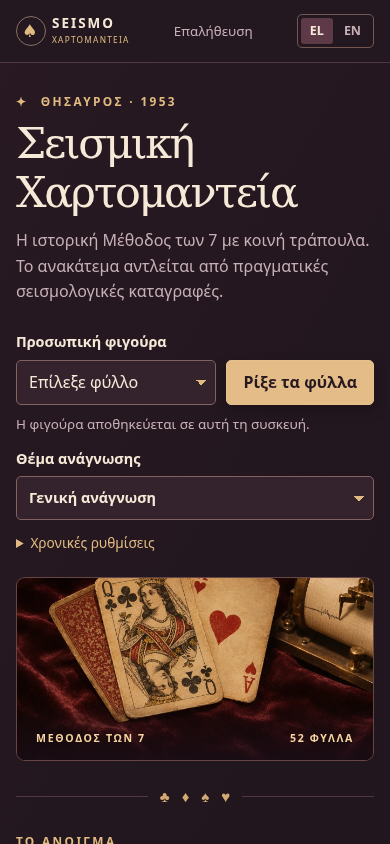 SEISMO
ΧΑΡΤΟΜΑΝΤΕΙΑ
Επαλήθευση
EL
EN
✦ ΘΗΣΑΥΡΟΣ · 1953
Σεισμική
Χαρτομαντεία
Η ιστορική Μέθοδος των 7 με κοινή τράπουλα.
Το ανακάτεμα αντλείται από πραγματικές
σεισμολογικές καταγραφές.
Προσωπική φιγούρα
Επίλεξε φύλλο
Ρίξε τα φύλλα
Η φιγούρα αποθηκεύεται σε αυτή τη συσκευή.
Θέμα ανάγνωσης
Γενική ανάγνωση
Χρονικές ρυθμίσεις
Q
Q
A
ΜΕΘΟΔΟΣ ΤΩΝ 7
52 ΦΥΛΛΑ
♣ ♦ ♠ ♥
ΤΟ ΑΝΟΙΓΜΑ